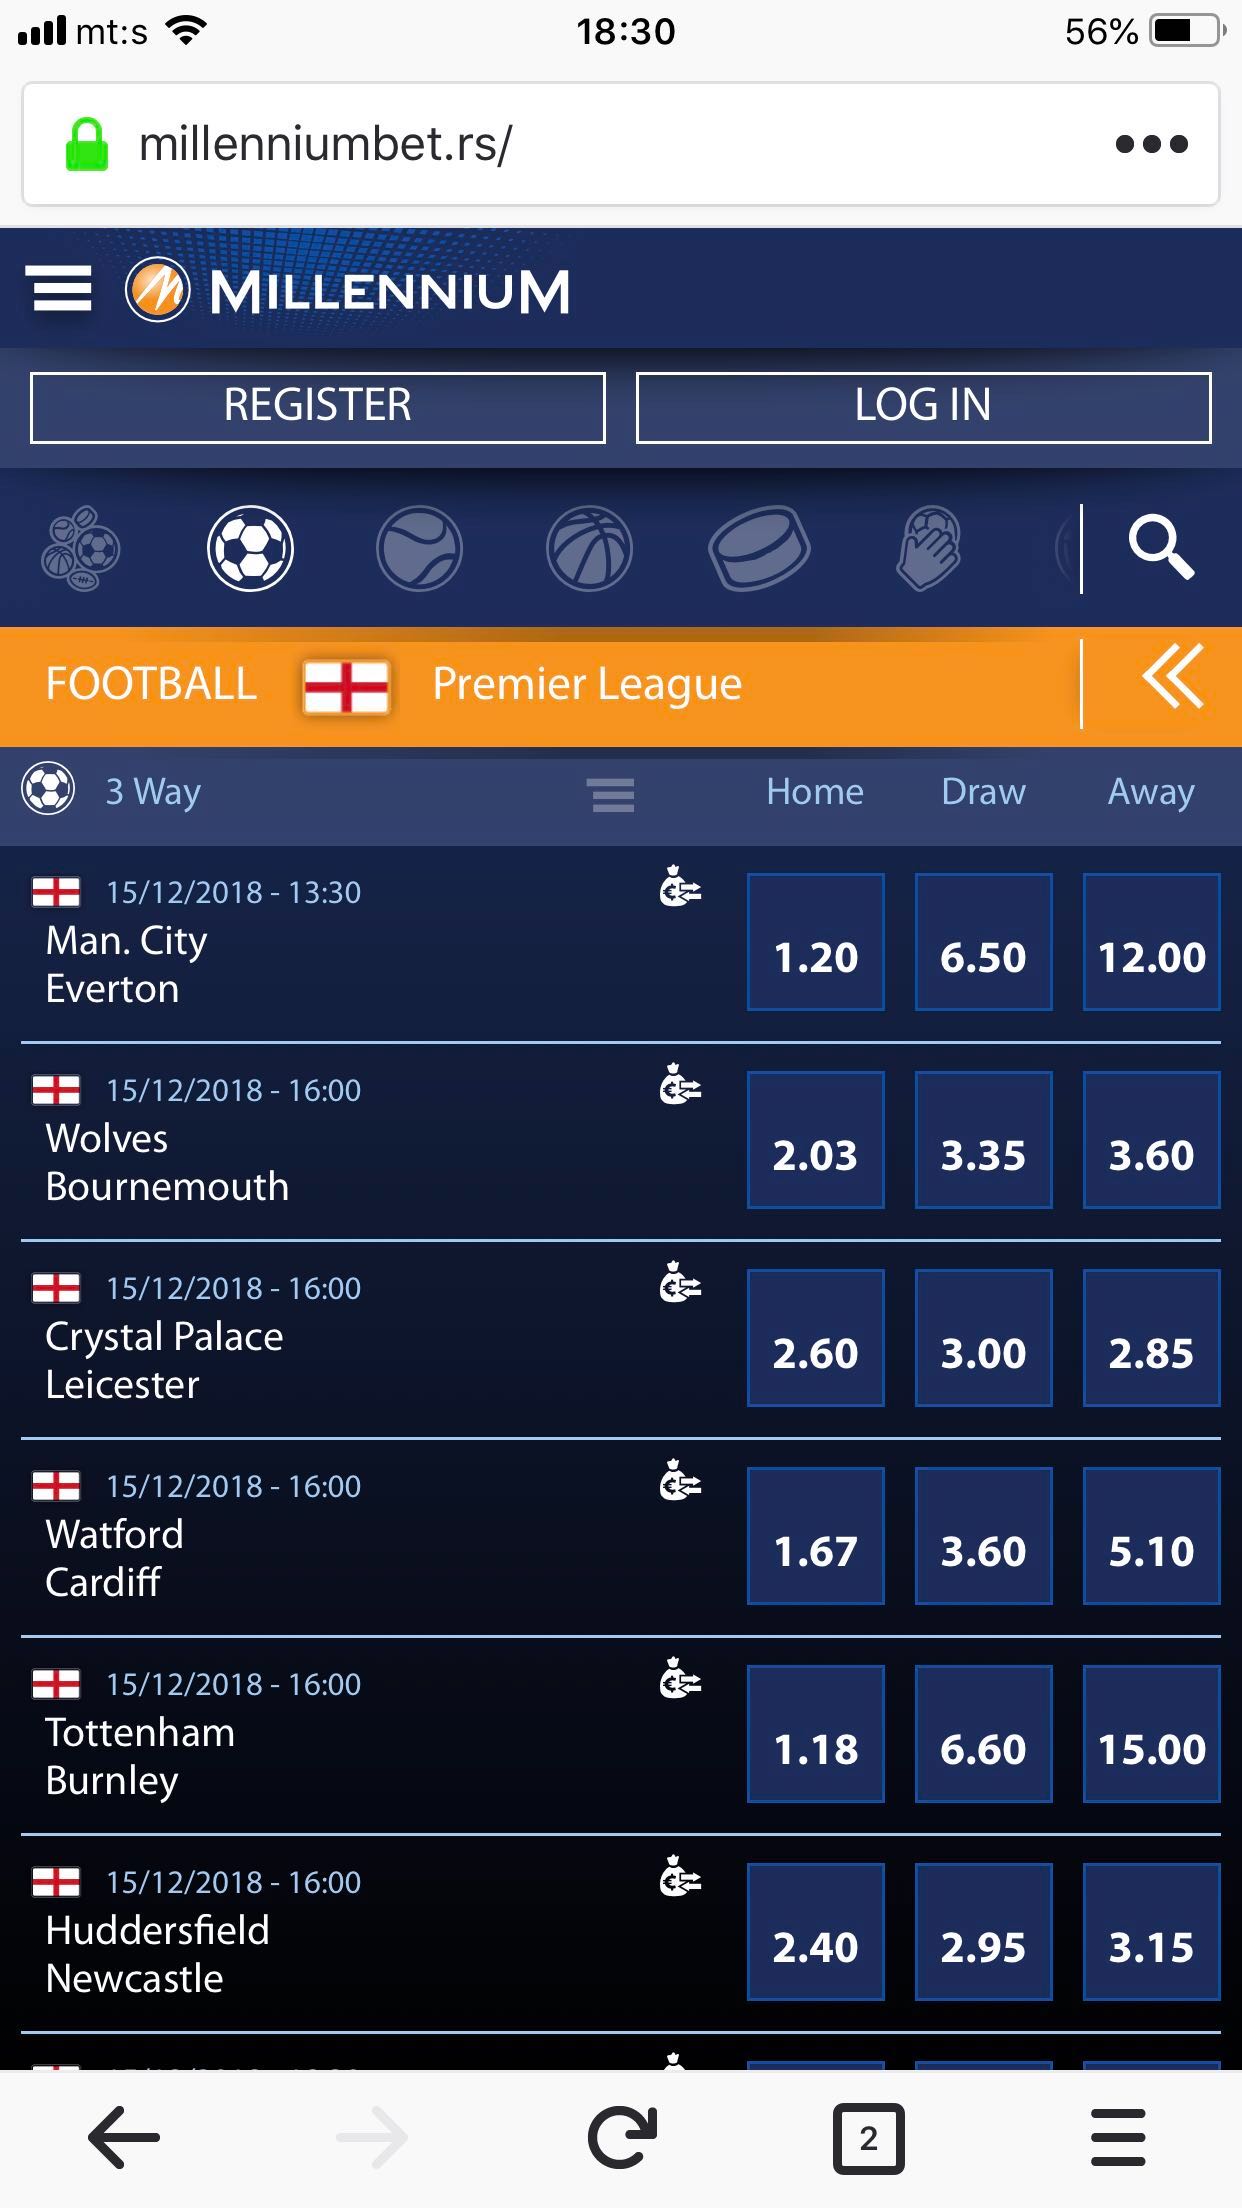 mt:s 18:30 56%
millenniumbet.rs/
MILLENNIUM
REGISTER LOG IN
FOOTBALL Premier League
3 Way Home Draw Away
15/12/2018 - 13:30
Man. City
Everton
1.20 6.50 12.00
15/12/2018 - 16:00
Wolves
Bournemouth
2.03 3.35 3.60
15/12/2018 - 16:00
Crystal Palace
Leicester
2.60 3.00 2.85
15/12/2018 - 16:00
Watford
Cardiff
1.67 3.60 5.10
15/12/2018 - 16:00
Tottenham
Burnley
1.18 6.60 15.00
15/12/2018 - 16:00
Huddersfield
Newcastle
2.40 2.95 3.15
2